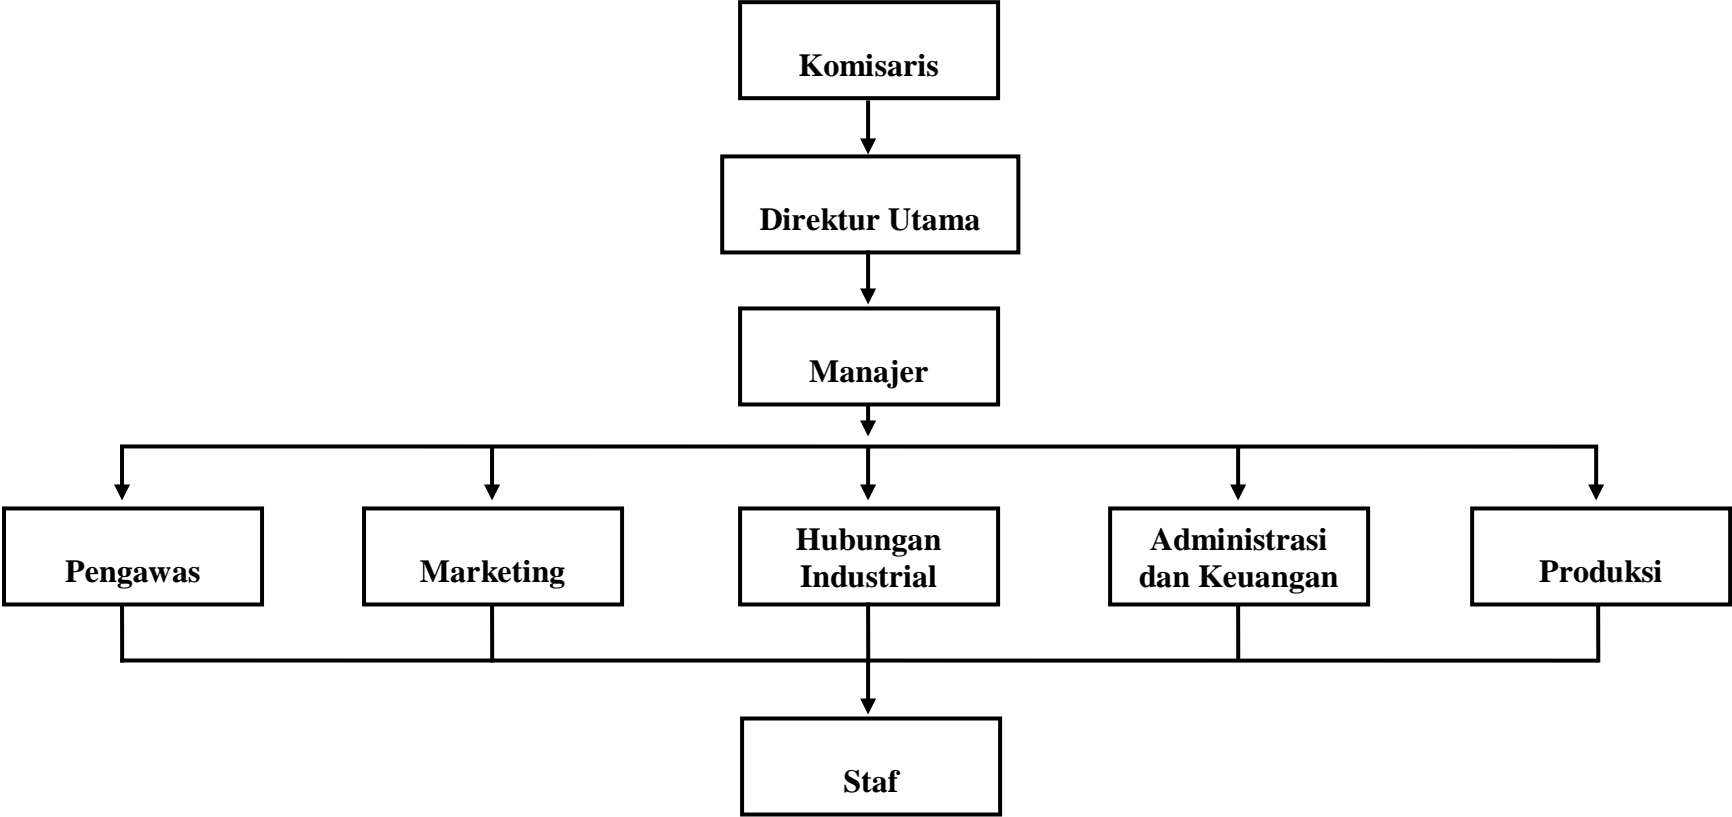 Komisaris
Direktur Utama
Manajer
Pengawas
Marketing
Hubungan
Industrial
Administrasi
dan Keuangan
Produksi
Staf